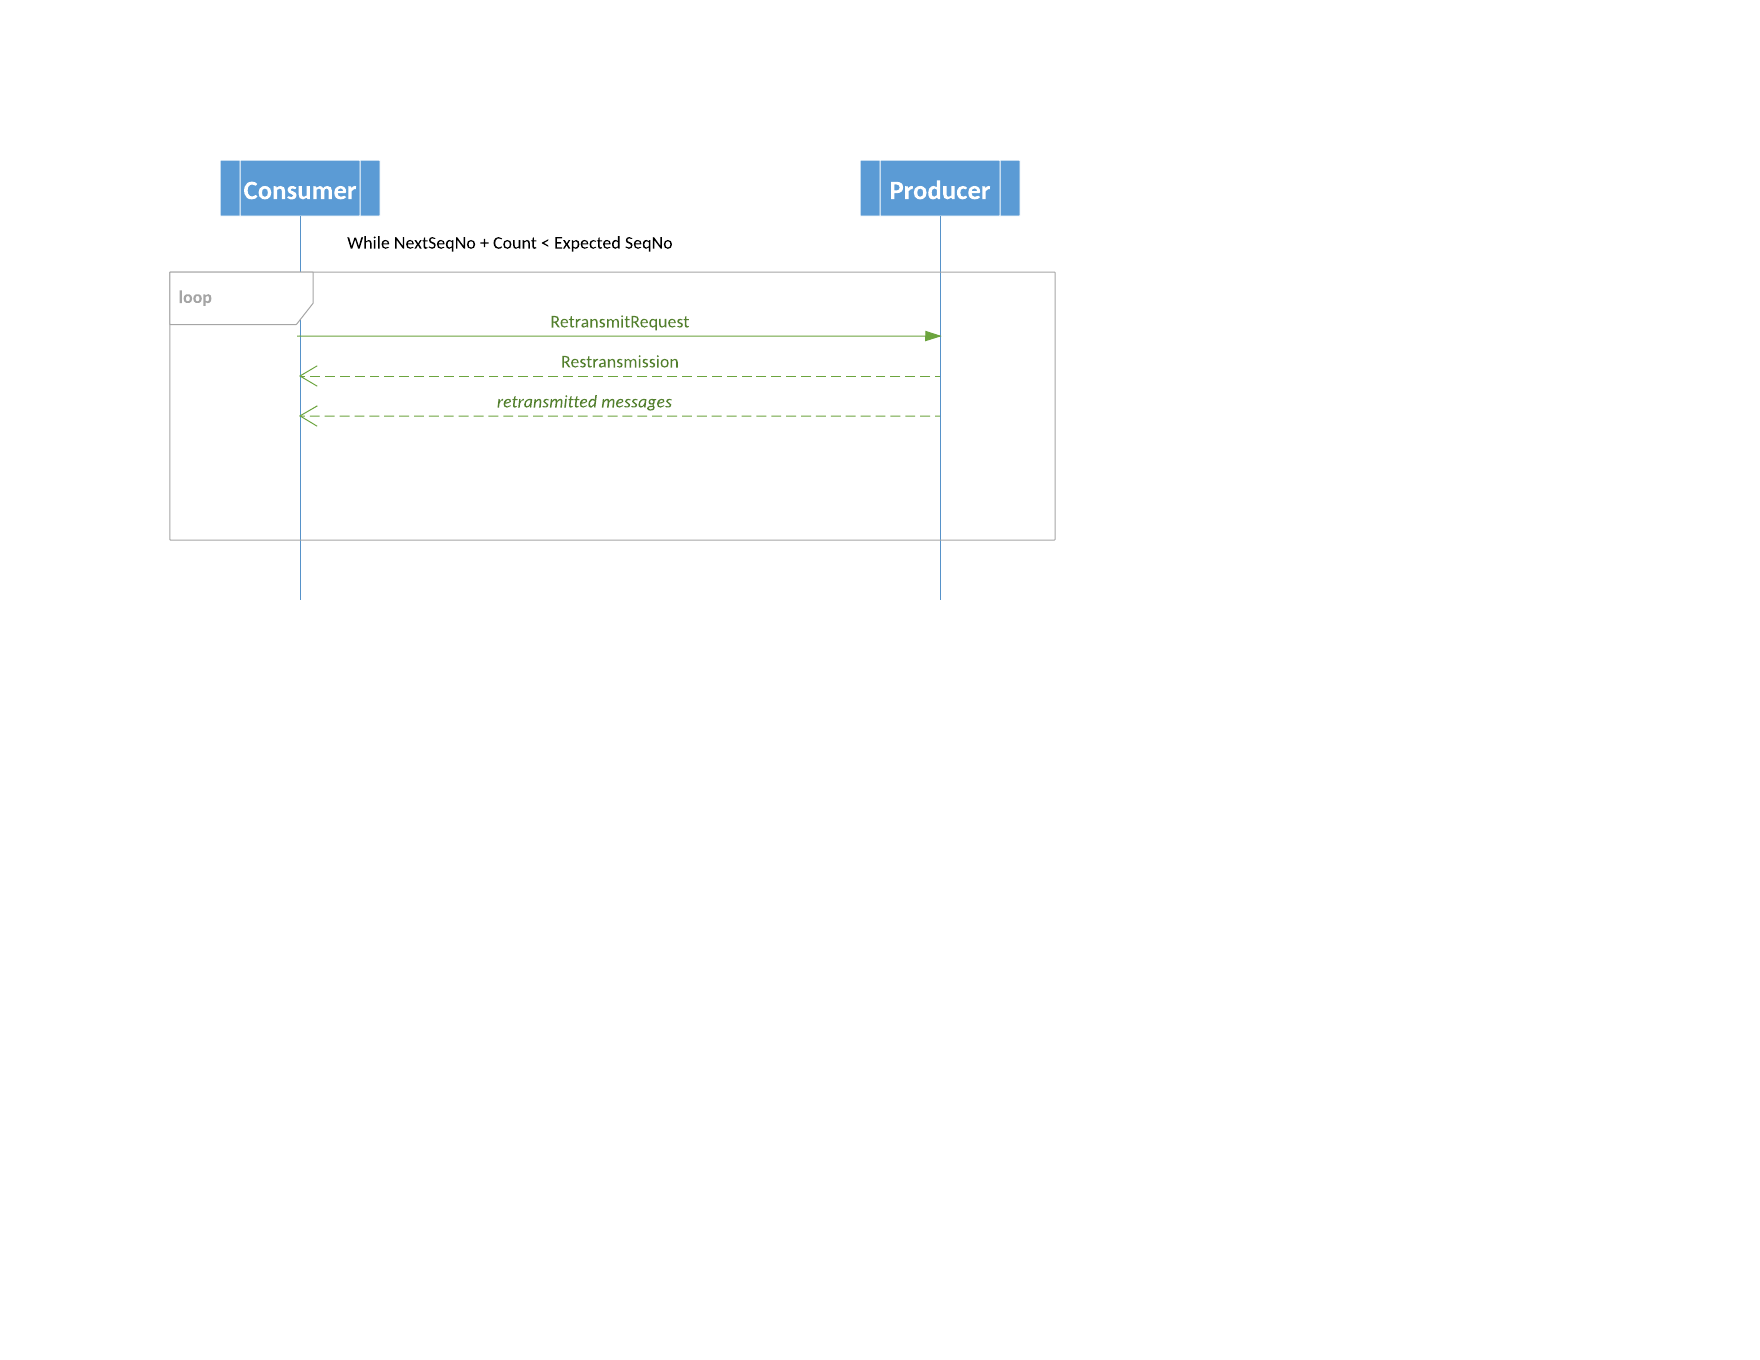 Consumer
Producer
While NextSeqNo + Count < Expected SeqNo
loop
RetransmitRequest
Restransmission
retransmitted messages